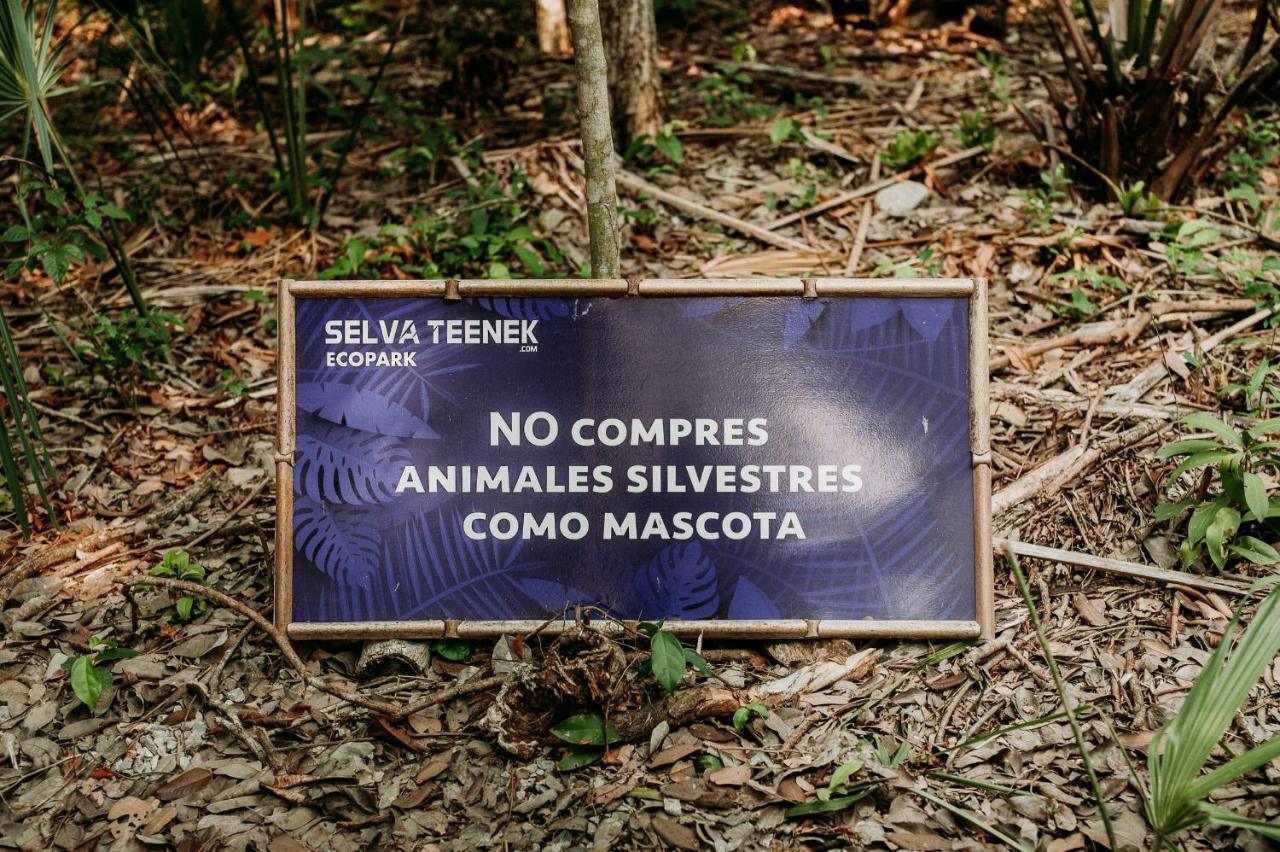 SELVA TEENEK
.COM
ECOPARK
NO COMPRES
ANIMALES SILVESTRES
COMO MASCOTA